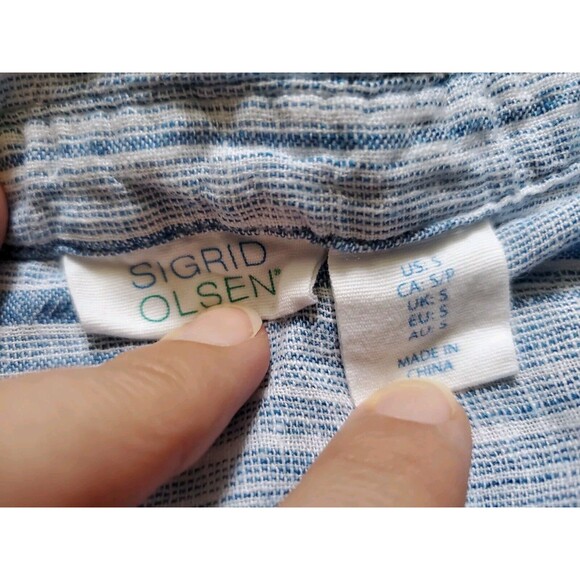 SIGRID
OLSEN®
US: S
CA: S/P
UK: S
EU: S
AU: S
MADE IN
CHINA